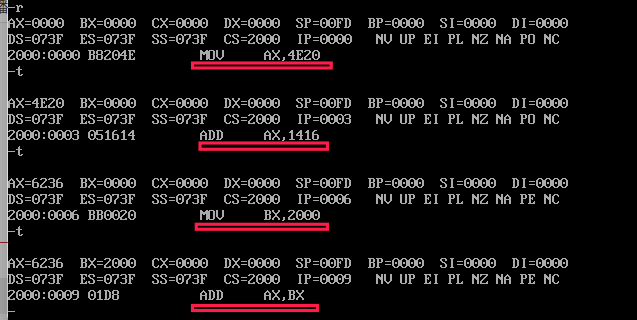 -r
AX=0000 BX=0000 CX=0000 DX=0000 SP=00FD BP=0000 SI=0000 DI=0000
DS=073F ES=073F SS=073F CS=2000 IP=0000 NV UP EI PL NZ NA PO NC
2000:0000 B8204E MOV AX,4E20
-t
AX=4E20 BX=0000 CX=0000 DX=0000 SP=00FD BP=0000 SI=0000 DI=0000
DS=073F ES=073F SS=073F CS=2000 IP=0003 NV UP EI PL NZ NA PO NC
2000:0003 051614 ADD AX,1416
-t
AX=6236 BX=0000 CX=0000 DX=0000 SP=00FD BP=0000 SI=0000 DI=0000
DS=073F ES=073F SS=073F CS=2000 IP=0006 NV UP EI PL NZ NA PE NC
2000:0006 BB0020 MOV BX,2000
-t
AX=6236 BX=2000 CX=0000 DX=0000 SP=00FD BP=0000 SI=0000 DI=0000
DS=073F ES=073F SS=073F CS=2000 IP=0009 NV UP EI PL NZ NA PE NC
2000:0009 01D8 ADD AX,BX
-